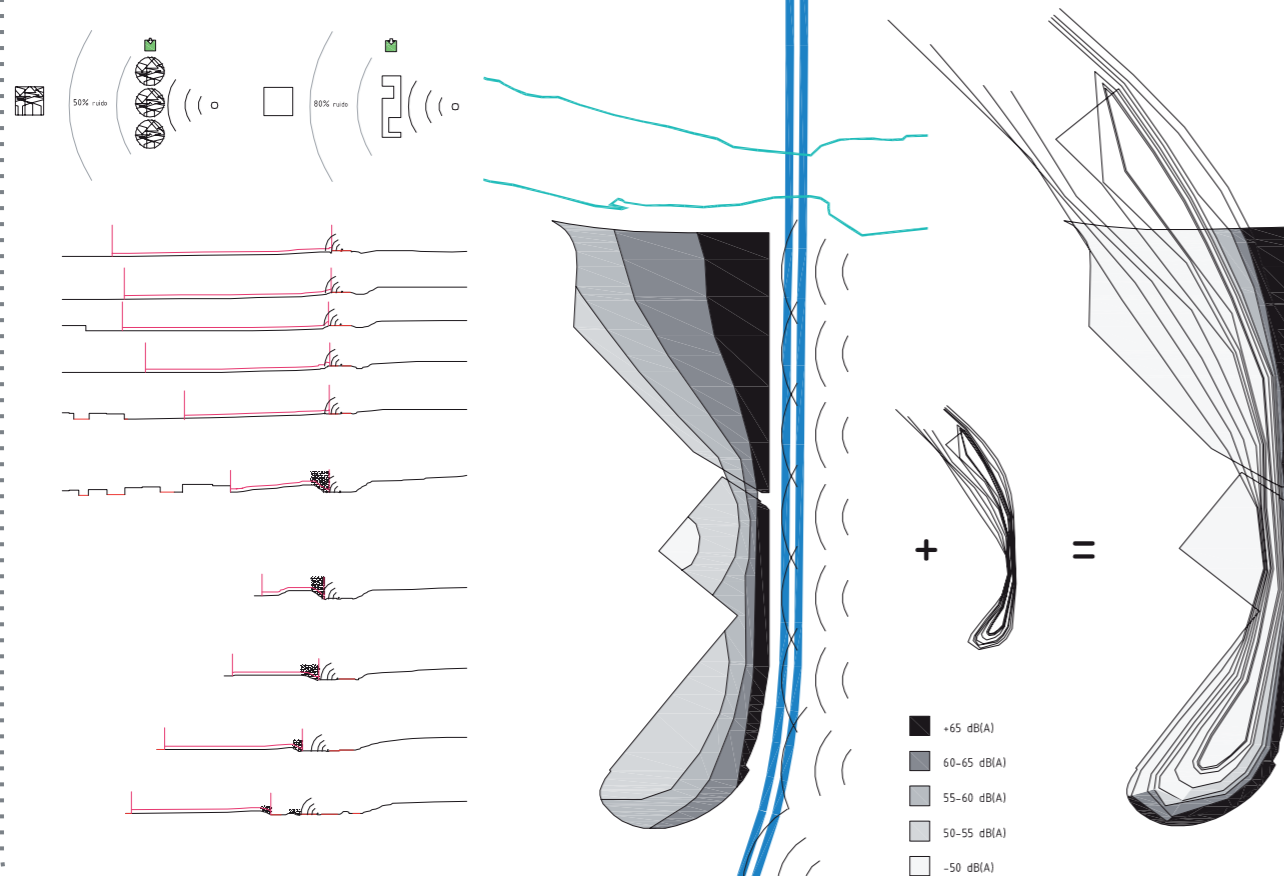 50% ruido
80% ruido
+
=
+65 dB(A)
60-65 dB(A)
55-60 dB(A)
50-55 dB(A)
-50 dB(A)